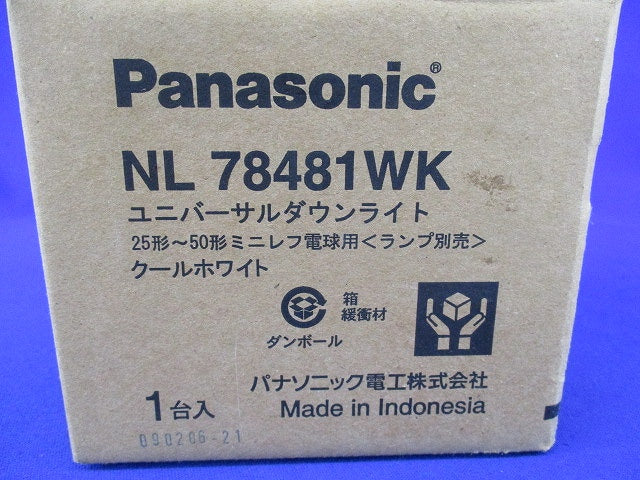 Panasonic®
NL 78481WK
ユニバーサルダウンライト
25形～50形ミニレフ電球用＜ランプ別売＞
クールホワイト
箱
緩衝材
ダンボール
パナソニック電工株式会社
1台入
Made in Indonesia
090206-21